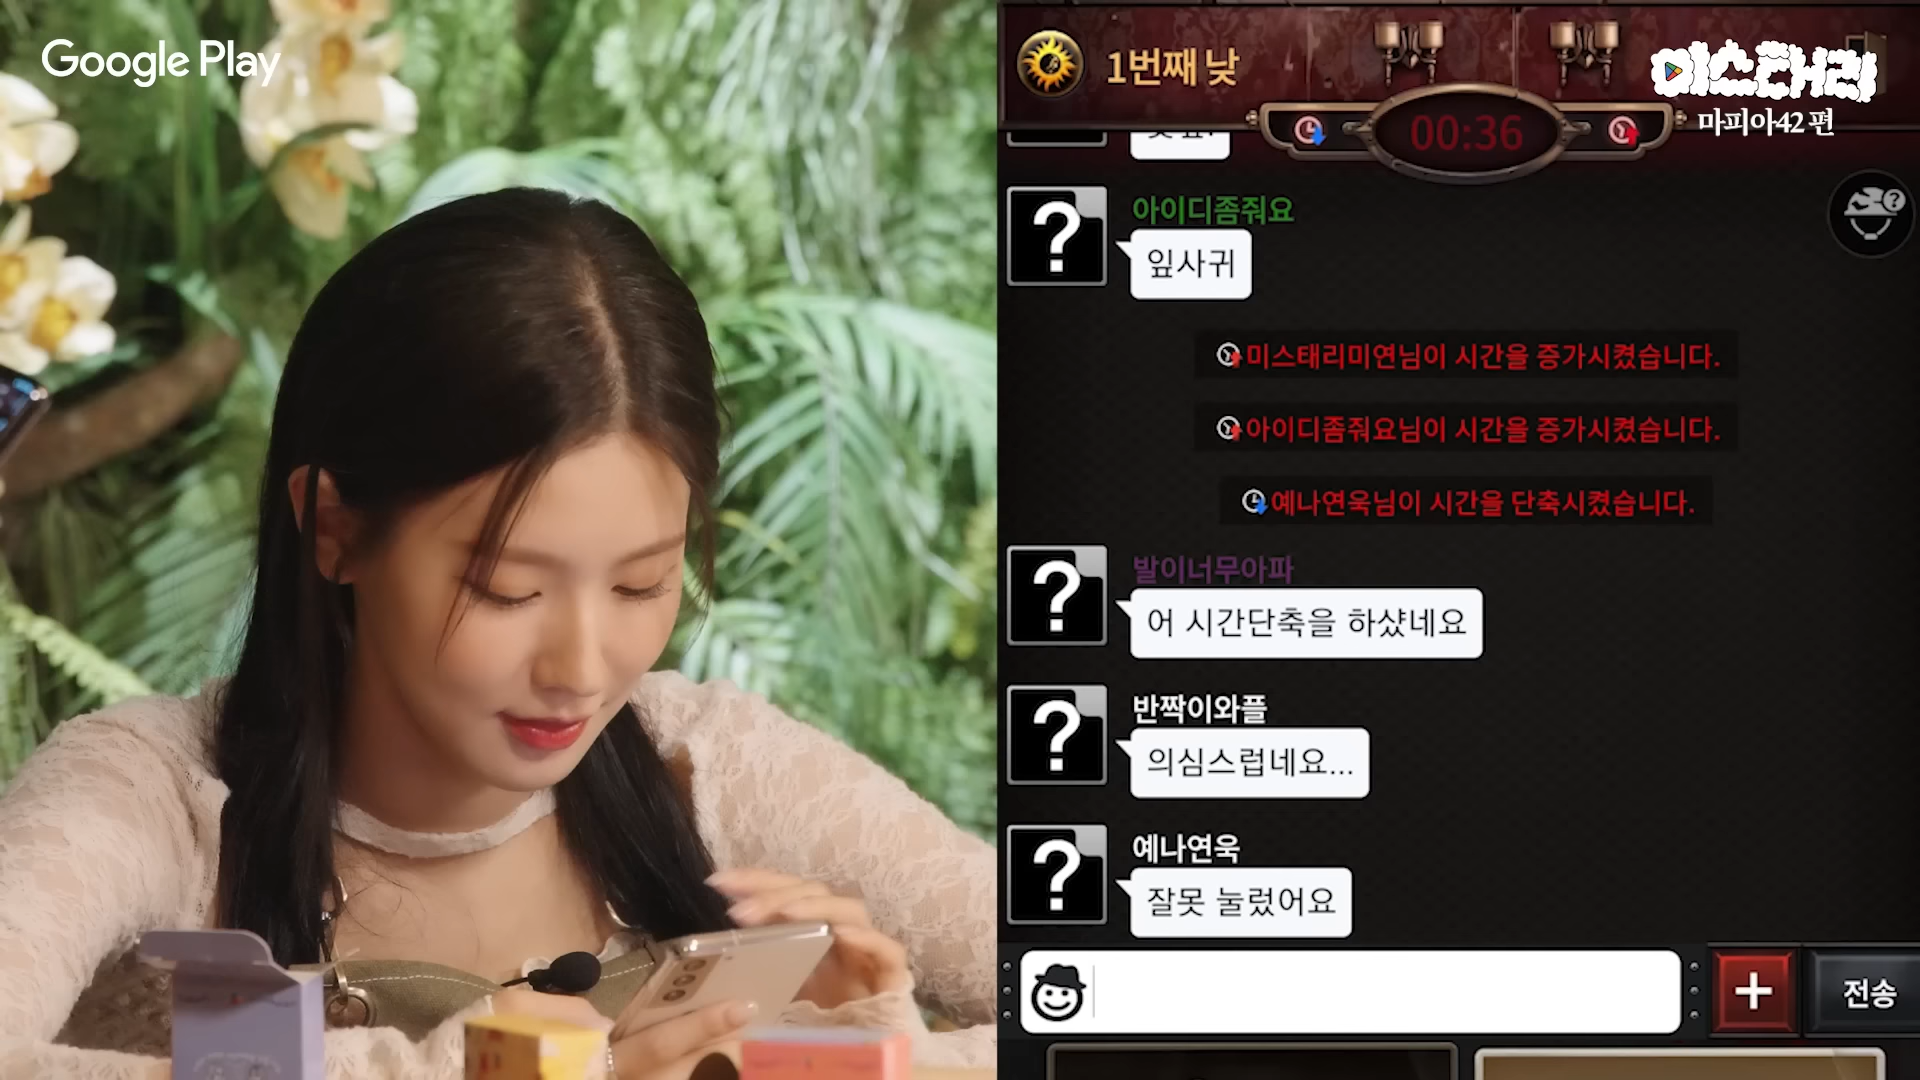 Google Play
1번째 낮
00:36
미스태리
마피아42 편
아이디좀줘요
잎사귀
미스태리미연님이 시간을 증가시켰습니다.
아이디좀줘요님이 시간을 증가시켰습니다.
예나연욱님이 시간을 단축시켰습니다.
발이너무아파
어 시간단축을 하샸네요
반짝이와플
의심스럽네요...
예나연욱
잘못 눌렀어요
전송